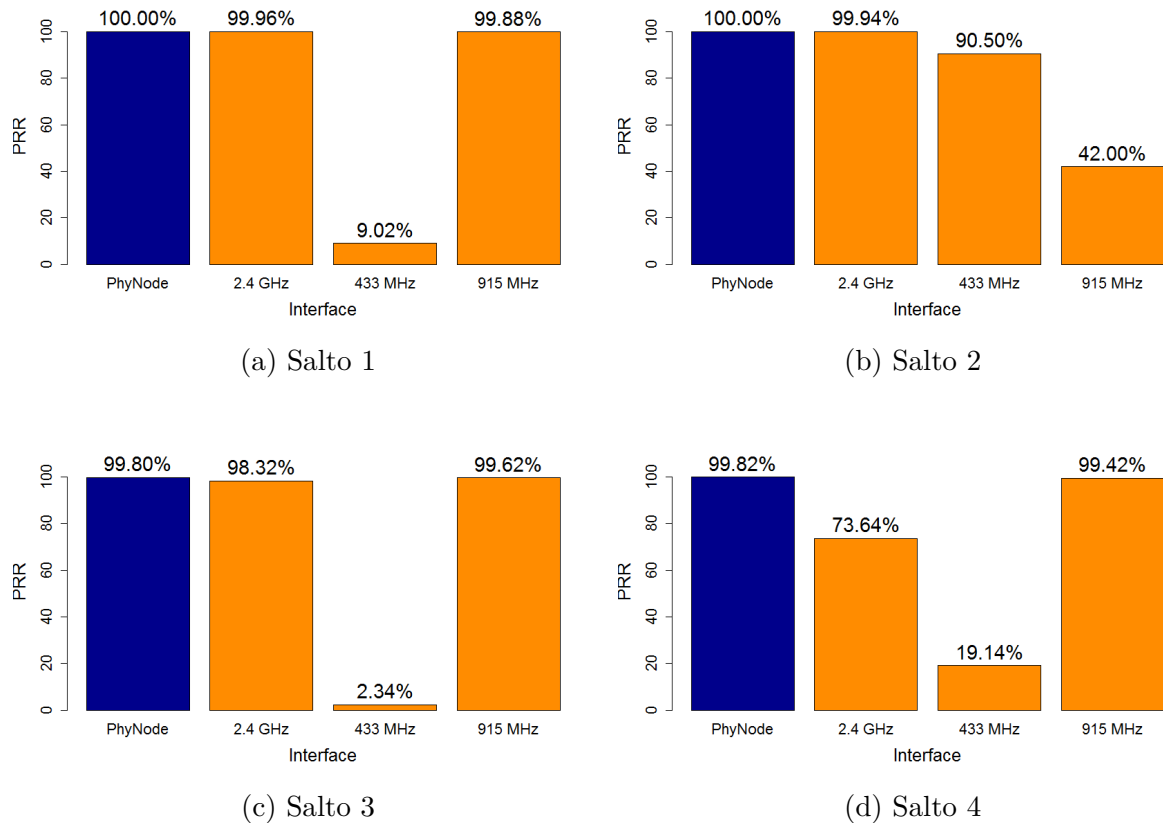 100.00% 99.96% 9.02% 99.88%
PRR
0 20 40 60 80 100
PhyNode 2.4 GHz 433 MHz 915 MHz
Interface
(a) Salto 1
100.00% 99.94% 90.50% 42.00%
PRR
0 20 40 60 80 100
PhyNode 2.4 GHz 433 MHz 915 MHz
Interface
(b) Salto 2
99.80% 98.32% 2.34% 99.62%
PRR
0 20 40 60 80 100
PhyNode 2.4 GHz 433 MHz 915 MHz
Interface
(c) Salto 3
99.82% 73.64% 19.14% 99.42%
PRR
0 20 40 60 80 100
PhyNode 2.4 GHz 433 MHz 915 MHz
Interface
(d) Salto 4